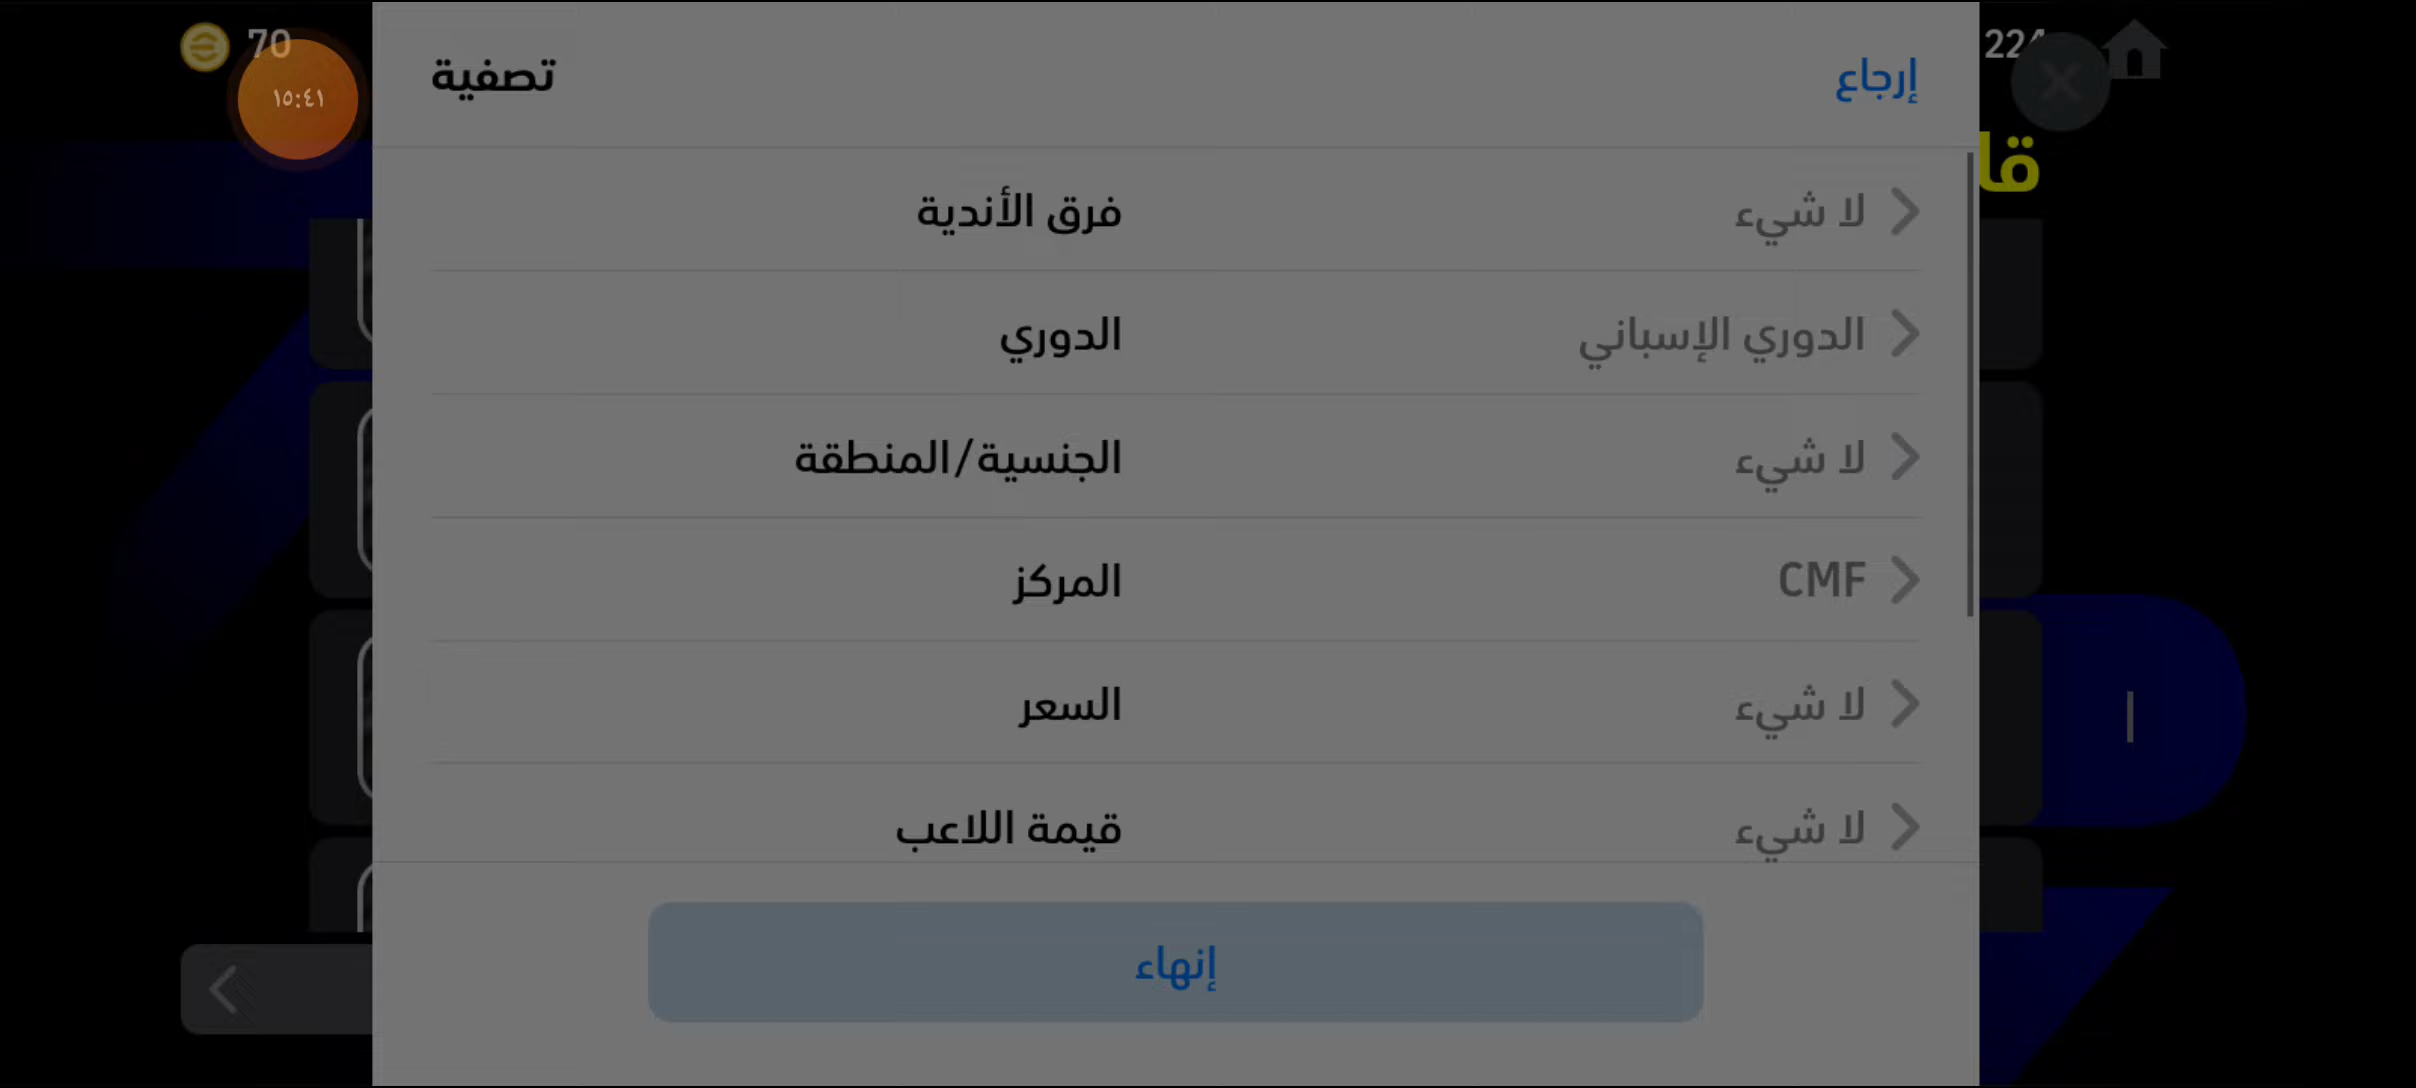 70
224
١٥:٤١
تصفية
إرجاع
فرق الأندية
لا شيء
الدوري
الدوري الإسباني
الجنسية/المنطقة
لا شيء
المركز
CMF
السعر
لا شيء
قيمة اللاعب
لا شيء
إنهاء